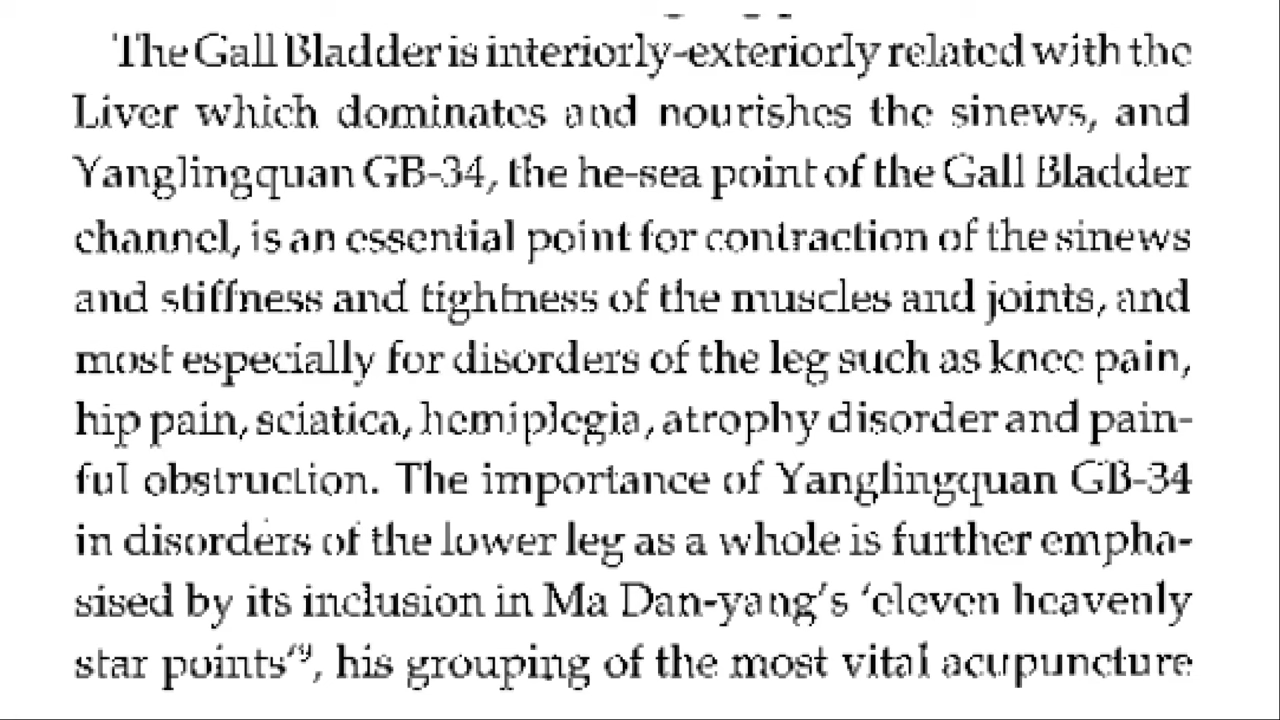 The Gall Bladder is interiorly-exteriorly related with the
Liver which dominates and nourishes the sinews, and
Yanglingquan GB-34, the he-sea point of the Gall Bladder
channel, is an essential point for contraction of the sinews
and stiffness and tightness of the muscles and joints, and
most especially for disorders of the leg such as knee pain,
hip pain, sciatica, hemiplegia, atrophy disorder and pain-
ful obstruction. The importance of Yanglingquan GB-34
in disorders of the lower leg as a whole is further empha-
sised by its inclusion in Ma Dan-yang's 'eleven heavenly
star points'⁹, his grouping of the most vital acupuncture